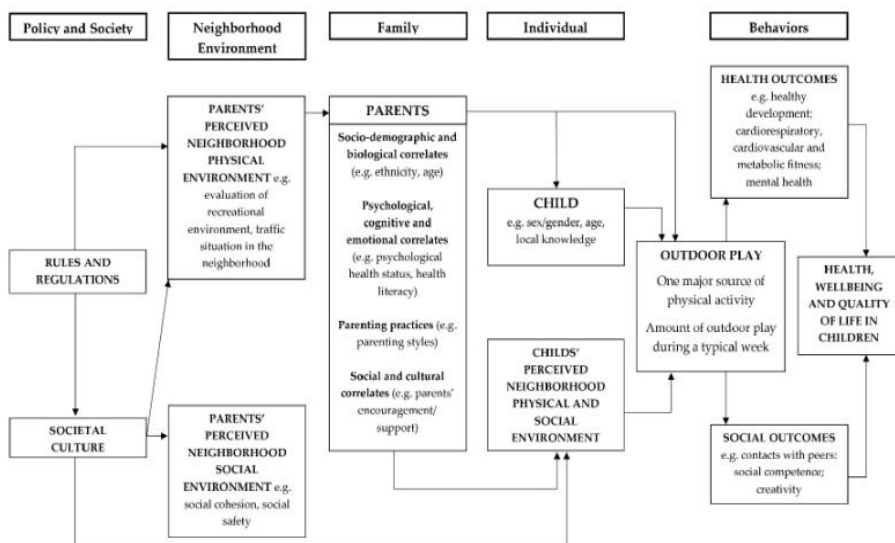 Policy and Society
Neighborhood
Environment
Family
Individual
Behaviors
RULES AND
REGULATIONS
SOCIETAL
CULTURE
PARENTS'
PERCEIVED
NEIGHBORHOOD
PHYSICAL
ENVIRONMENT e.g.
evaluation of
recreational
environment, traffic
situation in the
neighborhood
PARENTS'
PERCEIVED
NEIGHBORHOOD
SOCIAL
ENVIRONMENT e.g.
social cohesion, social
safety
PARENTS
Socio-demographic and
biological correlates
(e.g. ethnicity, age)
Psychological,
cognitive and
emotional correlates
(e.g. psychological
health status, health
literacy)
Parenting practices (e.g.
parenting styles)
Social and cultural
correlates (e.g. parents'
encouragement/
support)
CHILD
e.g. sex/gender, age,
local knowledge
CHILDS'
PERCEIVED
NEIGHBORHOOD
PHYSICAL AND
SOCIAL
ENVIRONMENT
OUTDOOR PLAY
One major source of
physical activity
Amount of outdoor play
during a typical week
HEALTH OUTCOMES
e.g. healthy
development:
cardiorespiratory,
cardiovascular and
metabolic fitness;
mental health
SOCIAL OUTCOMES
e.g. contacts with peers:
social competence;
creativity
HEALTH,
WELLBEING
AND QUALITY
OF LIFE IN
CHILDREN